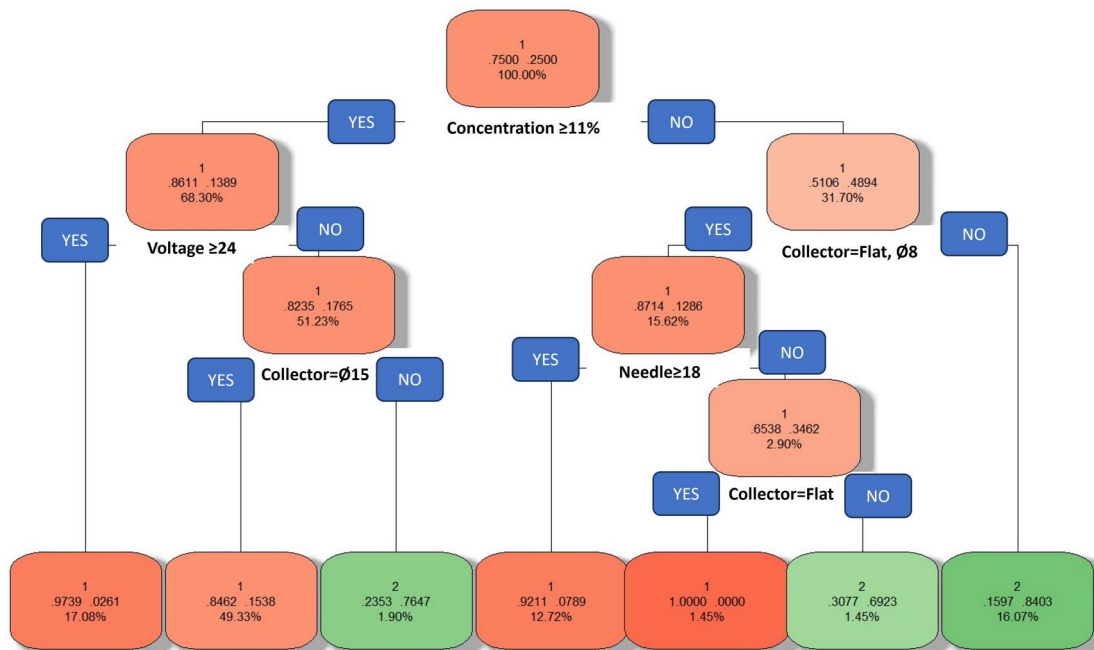 1
.7500 .2500
100.00%
YES
Concentration ≥11%
NO
1
.8611 .1389
68.30%
1
.5106 .4894
31.70%
YES
Voltage ≥24
NO
YES
Collector=Flat, Ø8
NO
1
.8235 .1765
51.23%
1
.8714 .1286
15.62%
YES
Collector=Ø15
NO
YES
Needle≥18
NO
1
.6538 .3462
2.90%
YES
Collector=Flat
NO
1
.9739 .0261
17.08%
1
.8462 .1538
49.33%
2
.2353 .7647
1.90%
1
.9211 .0789
12.72%
1
1.0000 .0000
1.45%
2
.3077 .6923
1.45%
2
.1597 .8403
16.07%